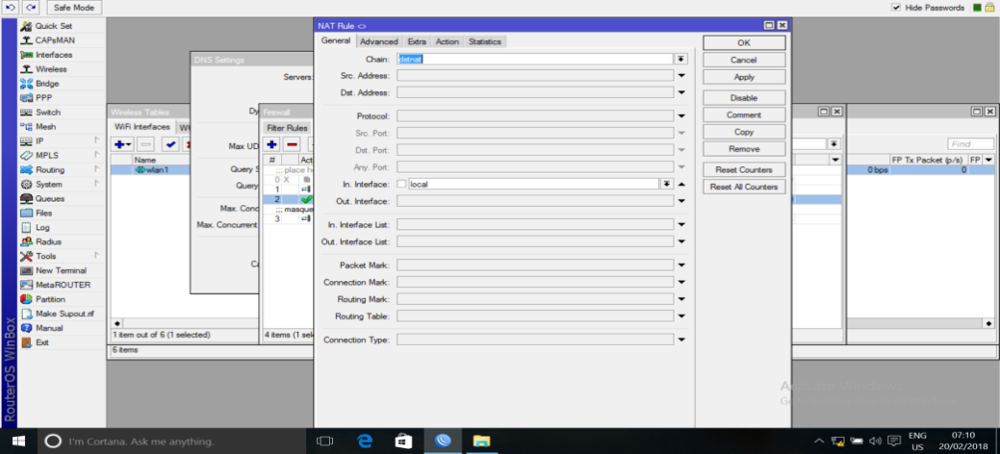 Safe Mode
Hide Passwords
Quick Set
CAPsMAN
Interfaces
Wireless
Bridge
PPP
Switch
Mesh
IP
MPLS
Routing
System
Queues
Files
Log
Radius
Tools
New Terminal
MetaROUTER
Partition
Make Supout.rif
Manual
Exit
RouterOS WinBox
DNS Settings
Servers:
Dy
Max UD
Query S
Query
Max. Conc
Max. Concurrent
Ca
Wireless Tables
WiFi Interfaces
Name
wlan1
1 item out of 6 (1 selected)
6 items
Firewall
Filter Rules
# Act
::: place h
0 X
1
2
::: masque
3
4 items (1 sel
NAT Rule <>
General Advanced Extra Action Statistics
Chain: dstnat
Src. Address:
Dst. Address:
Protocol:
Src. Port:
Dst. Port:
Any. Port:
In. Interface: local
Out. Interface:
In. Interface List:
Out. Interface List:
Packet Mark:
Connection Mark:
Routing Mark:
Routing Table:
Connection Type:
OK
Cancel
Apply
Disable
Comment
Copy
Remove
Reset Counters
Reset All Counters
Find
FP Tx Packet (p/s) FP
0 bps 0
Activate Windows
I'm Cortana. Ask me anything.
ENG
US
07:10
20/02/2018